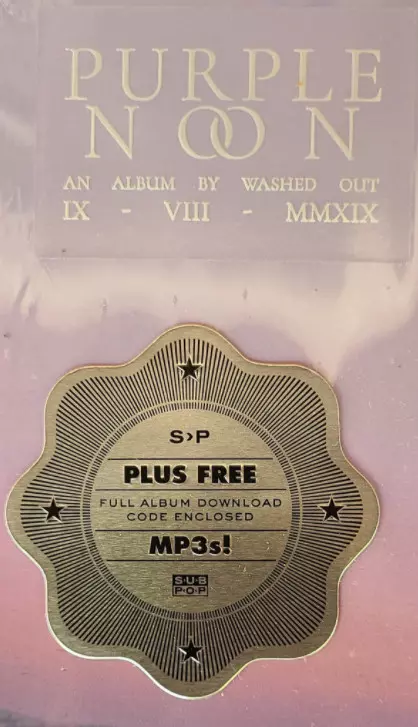 PURPLE
NOON
AN ALBUM BY WASHED OUT
IX - VIII - MMXIX
S>P
PLUS FREE
FULL ALBUM DOWNLOAD
CODE ENCLOSED
MP3s!
SUB
POP